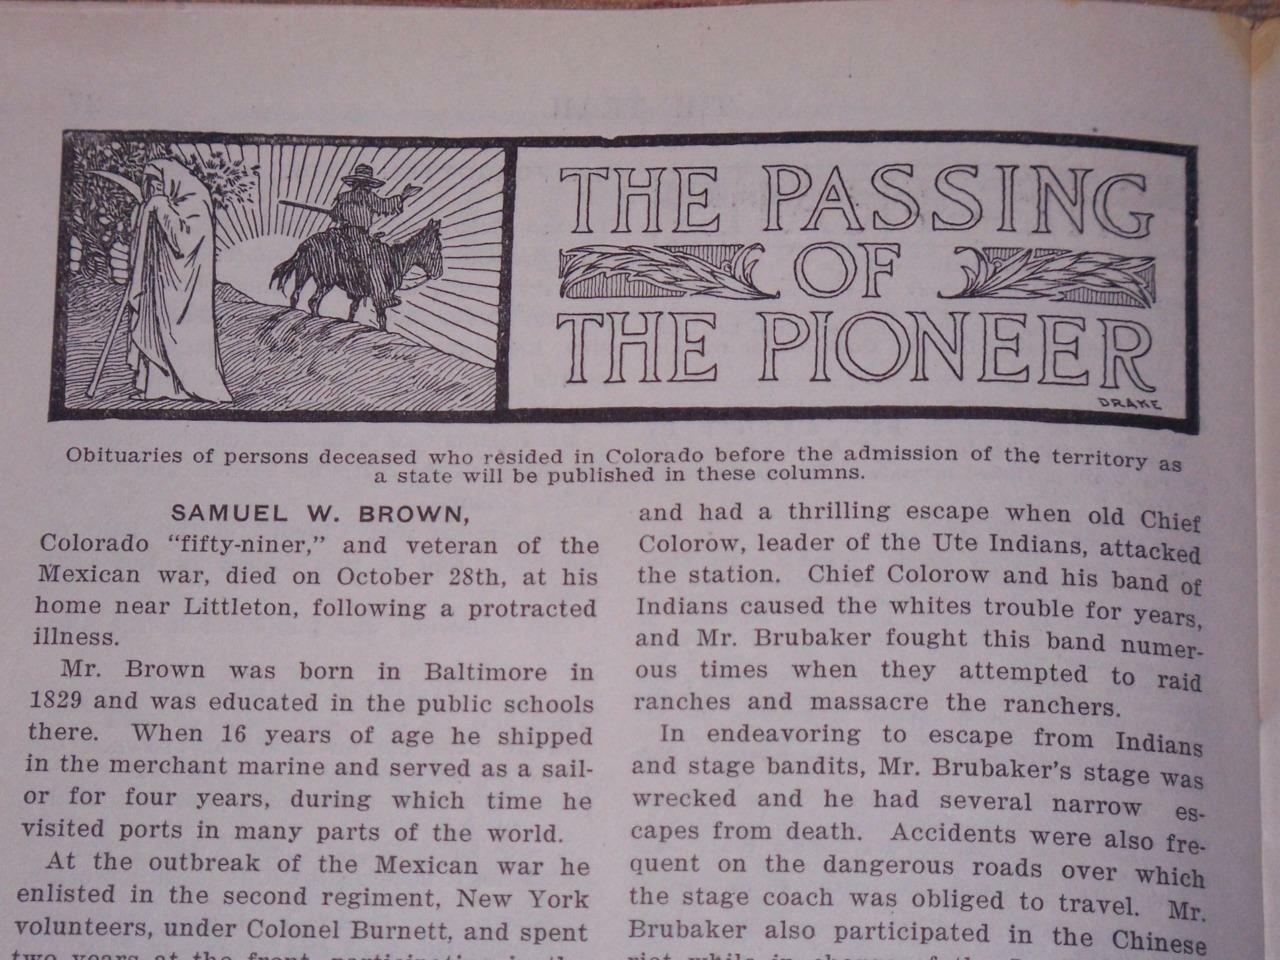 THE PASSING
OF
THE PIONEER
DRAKE
Obituaries of persons deceased who resided in Colorado before the admission of the territory as
a state will be published in these columns.
SAMUEL W. BROWN,
Colorado “fifty-niner,” and veteran of the
Mexican war, died on October 28th, at his
home near Littleton, following a protracted
illness.
Mr. Brown was born in Baltimore in
1829 and was educated in the public schools
there. When 16 years of age he shipped
in the merchant marine and served as a sail-
or for four years, during which time he
visited ports in many parts of the world.
At the outbreak of the Mexican war he
enlisted in the second regiment, New York
volunteers, under Colonel Burnett, and spent
two years at the front
and had a thrilling escape when old Chief
Colorow, leader of the Ute Indians, attacked
the station. Chief Colorow and his band of
Indians caused the whites trouble for years,
and Mr. Brubaker fought this band numer-
ous times when they attempted to raid
ranches and massacre the ranchers.
In endeavoring to escape from Indians
and stage bandits, Mr. Brubaker’s stage was
wrecked and he had several narrow es-
capes from death. Accidents were also fre-
quent on the dangerous roads over which
the stage coach was obliged to travel. Mr.
Brubaker also participated in the Chinese